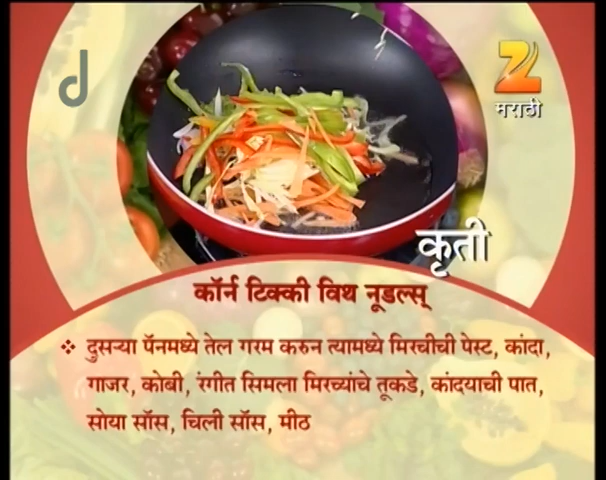 मराठी
कृती
कॉर्न टिक्की विथ नूडल्स्
❖ दुसऱ्या पॅनमध्ये तेल गरम करुन त्यामध्ये मिरचीची पेस्ट, कांदा,
गाजर, कोबी, रंगीत सिमला मिरच्यांचे तूकडे, कांदयाची पात,
सोया सॉस, चिली सॉस, मीठ